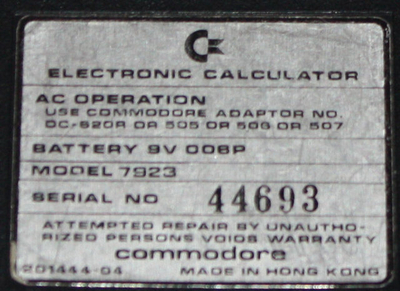 ELECTRONIC CALCULATOR
AC OPERATION
USE COMMODORE ADAPTOR NO.
DC-620R OR 505 OR 506 OR 507
BATTERY 9V 006P
MODEL 7923
SERIAL NO 44693
ATTEMPTED REPAIR BY UNAUTHO-
RIZED PERSONS VOIDS WARRANTY
commodore
201444-04 MADE IN HONG KONG